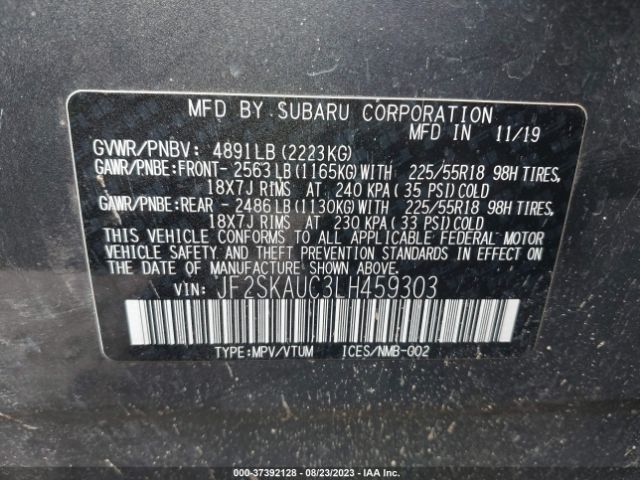 MFD BY SUBARU CORPORATION
MFD IN 11/19
GVWR/PNBV: 4891LB (2223KG)
GAWR/PNBE:FRONT- 2563LB(1165KG)WITH 225/55R18 98H TIRES,
18X7J RIMS AT 240 KPA( 35 PSI)COLD
GAWR/PNBE:REAR - 2486LB(1130KG)WITH 225/55R18 98H TIRES,
18X7J RIMS AT 230 KPA( 33 PSI)COLD
THIS VEHICLE CONFORMS TO ALL APPLICABLE FEDERAL MOTOR
VEHICLE SAFETY AND THEFT PREVENTION STANDARDS IN EFFECT
ON THE DATE OF MANUFACTURE SHOWN ABOVE.
VIN: JF2SKAUC3LH459303
TYPE:MPV/VTUM ICES/NMB-002
000-37392128 - 08/23/2023 - IAA Inc.